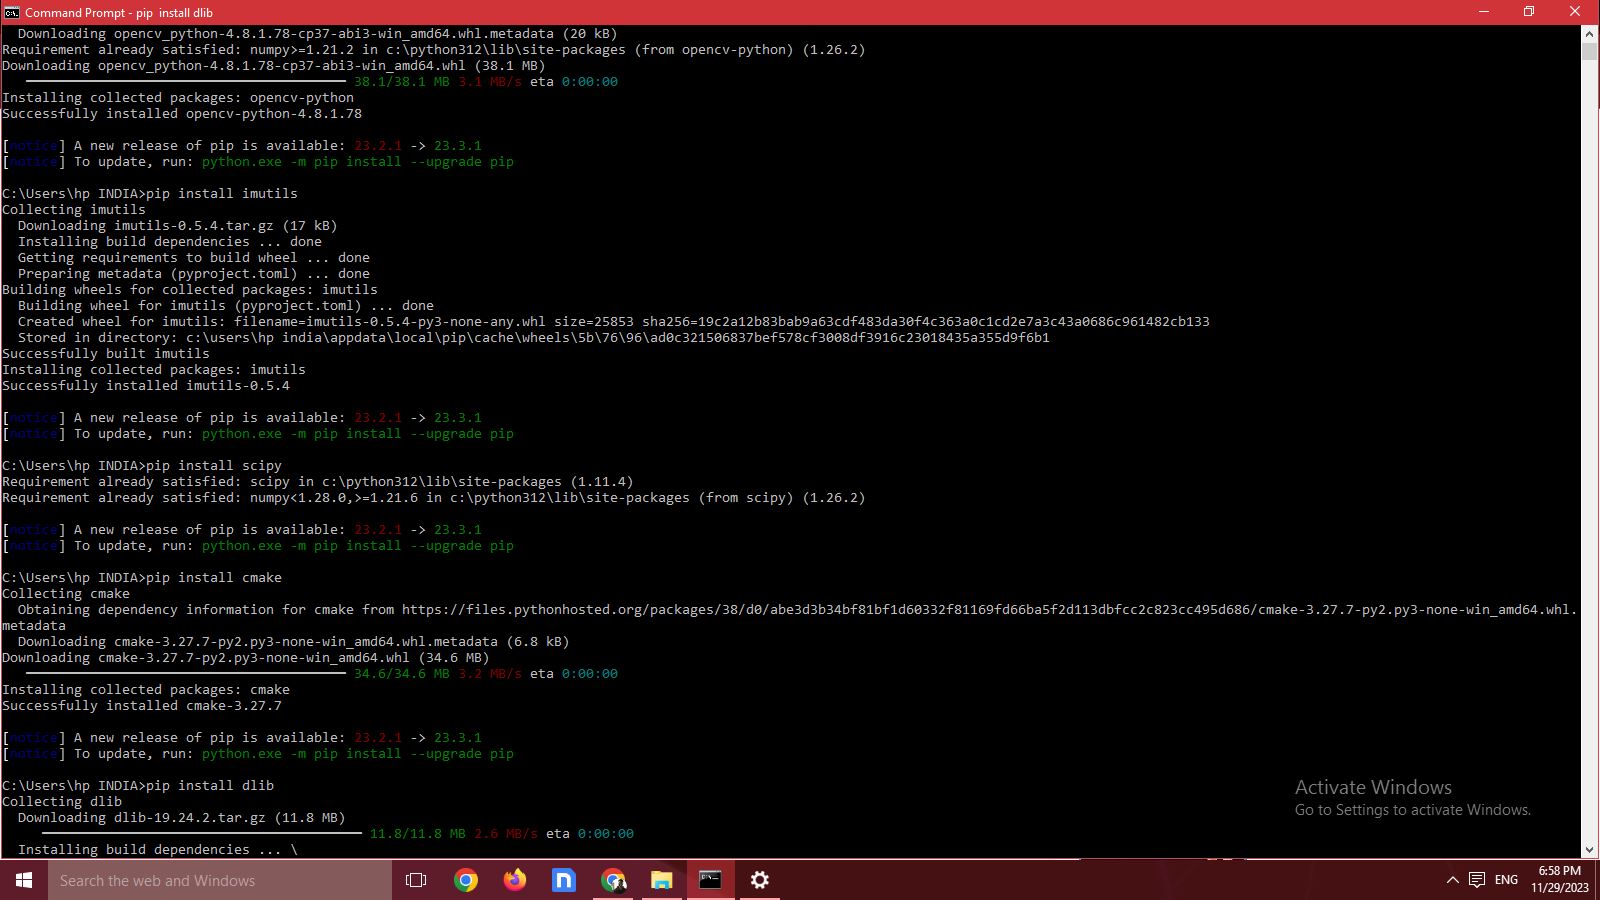 Command Prompt - pip  install dlib
  Downloading opencv_python-4.8.1.78-cp37-abi3-win_amd64.whl.metadata (20 kB)
Requirement already satisfied: numpy>=1.21.2 in c:\python312\lib\site-packages (from opencv-python) (1.26.2)
Downloading opencv_python-4.8.1.78-cp37-abi3-win_amd64.whl (38.1 MB)
38.1/38.1 MB 3.1 MB/s eta 0:00:00
Installing collected packages: opencv-python
Successfully installed opencv-python-4.8.1.78
[notice] A new release of pip is available: 23.2.1 -> 23.3.1
[notice] To update, run: python.exe -m pip install --upgrade pip
C:\Users\hp INDIA>pip install imutils
Collecting imutils
  Downloading imutils-0.5.4.tar.gz (17 kB)
  Installing build dependencies ... done
  Getting requirements to build wheel ... done
  Preparing metadata (pyproject.toml) ... done
Building wheels for collected packages: imutils
  Building wheel for imutils (pyproject.toml) ... done
  Created wheel for imutils: filename=imutils-0.5.4-py3-none-any.whl size=25853 sha256=19c2a12b83bab9a63cdf483da30f4c363a0c1cd2e7a3c43a0686c961482cb133
  Stored in directory: c:\users\hp india\appdata\local\pip\cache\wheels\5b\76\96\ad0c321506837bef578cf3008df3916c23018435a355d9f6b1
Successfully built imutils
Installing collected packages: imutils
Successfully installed imutils-0.5.4
[notice] A new release of pip is available: 23.2.1 -> 23.3.1
[notice] To update, run: python.exe -m pip install --upgrade pip
C:\Users\hp INDIA>pip install scipy
Requirement already satisfied: scipy in c:\python312\lib\site-packages (1.11.4)
Requirement already satisfied: numpy<1.28.0,>=1.21.6 in c:\python312\lib\site-packages (from scipy) (1.26.2)
[notice] A new release of pip is available: 23.2.1 -> 23.3.1
[notice] To update, run: python.exe -m pip install --upgrade pip
C:\Users\hp INDIA>pip install cmake
Collecting cmake
  Obtaining dependency information for cmake from https://files.pythonhosted.org/packages/38/d0/abe3d3b34bf81bf1d60332f81169fd66ba5f2d113dbfcc2c823cc495d686/cmake-3.27.7-py2.py3-none-win_amd64.whl.
metadata
  Downloading cmake-3.27.7-py2.py3-none-win_amd64.whl.metadata (6.8 kB)
Downloading cmake-3.27.7-py2.py3-none-win_amd64.whl (34.6 MB)
34.6/34.6 MB 3.2 MB/s eta 0:00:00
Installing collected packages: cmake
Successfully installed cmake-3.27.7
[notice] A new release of pip is available: 23.2.1 -> 23.3.1
[notice] To update, run: python.exe -m pip install --upgrade pip
C:\Users\hp INDIA>pip install dlib
Collecting dlib
  Downloading dlib-19.24.2.tar.gz (11.8 MB)
11.8/11.8 MB 2.6 MB/s eta 0:00:00
  Installing build dependencies ... \
Activate Windows
Go to Settings to activate Windows.
Search the web and Windows
ENG
6:58 PM
11/29/2023